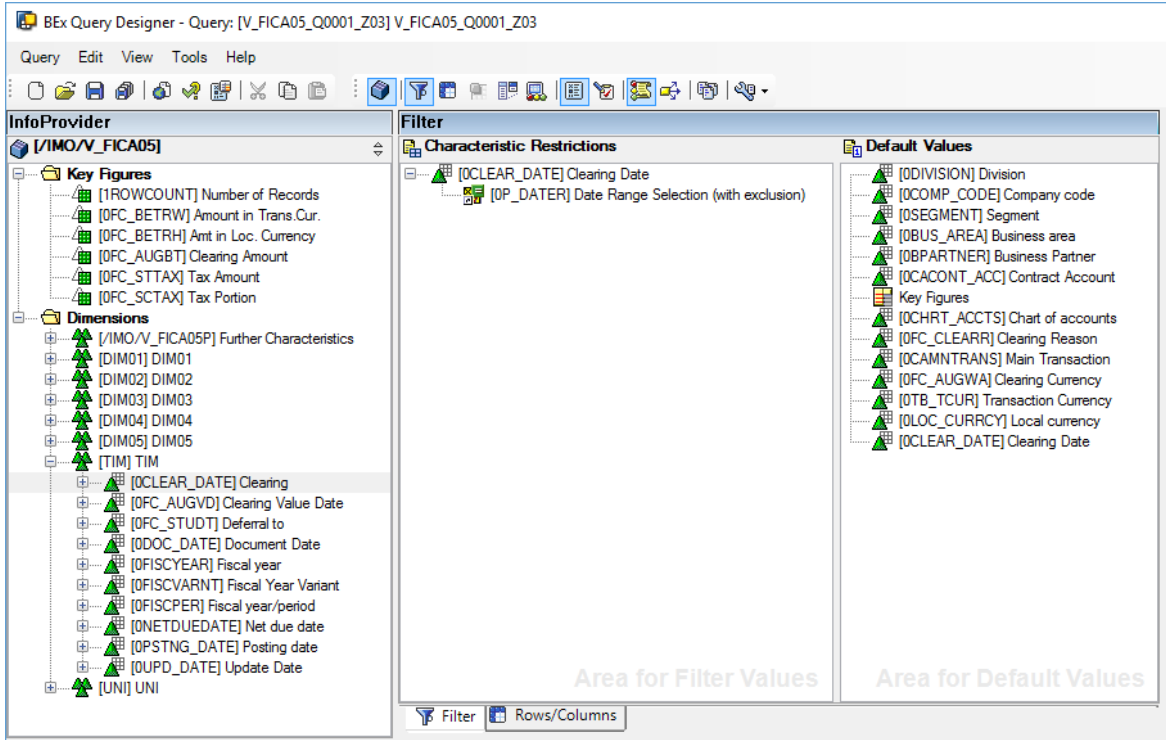 BEx Query Designer - Query: [V_FICA05_Q0001_Z03] V_FICA05_Q0001_Z03
Query Edit View Tools Help
InfoProvider
[/IMO/V_FICA05]
Key Figures
[1ROWCOUNT] Number of Records
[0FC_BETRW] Amount in Trans.Cur.
[0FC_BETRH] Amt in Loc. Currency
[0FC_AUGBT] Clearing Amount
[0FC_STTAX] Tax Amount
[0FC_SCTAX] Tax Portion
Dimensions
[/IMO/V_FICA05P] Further Characteristics
[DIM01] DIM01
[DIM02] DIM02
[DIM03] DIM03
[DIM04] DIM04
[DIM05] DIM05
[TIM] TIM
[0CLEAR_DATE] Clearing
[0FC_AUGVD] Clearing Value Date
[0FC_STUDT] Deferral to
[0DOC_DATE] Document Date
[0FISCYEAR] Fiscal year
[0FISCVARNT] Fiscal Year Variant
[0FISCPER] Fiscal year/period
[0NETDUEDATE] Net due date
[0PSTNG_DATE] Posting date
[0UPD_DATE] Update Date
[UNI] UNI
Filter
Characteristic Restrictions
[0CLEAR_DATE] Clearing Date
[0P_DATER] Date Range Selection (with exclusion)
Area for Filter Values
Default Values
[0DIVISION] Division
[0COMP_CODE] Company code
[0SEGMENT] Segment
[0BUS_AREA] Business area
[0BPARTNER] Business Partner
[0CACONT_ACC] Contract Account
Key Figures
[0CHRT_ACCTS] Chart of accounts
[0FC_CLEARR] Clearing Reason
[0CAMNTRANS] Main Transaction
[0FC_AUGWA] Clearing Currency
[0TB_TCUR] Transaction Currency
[0LOC_CURRCY] Local currency
[0CLEAR_DATE] Clearing Date
Area for Default Values
Filter Rows/Columns